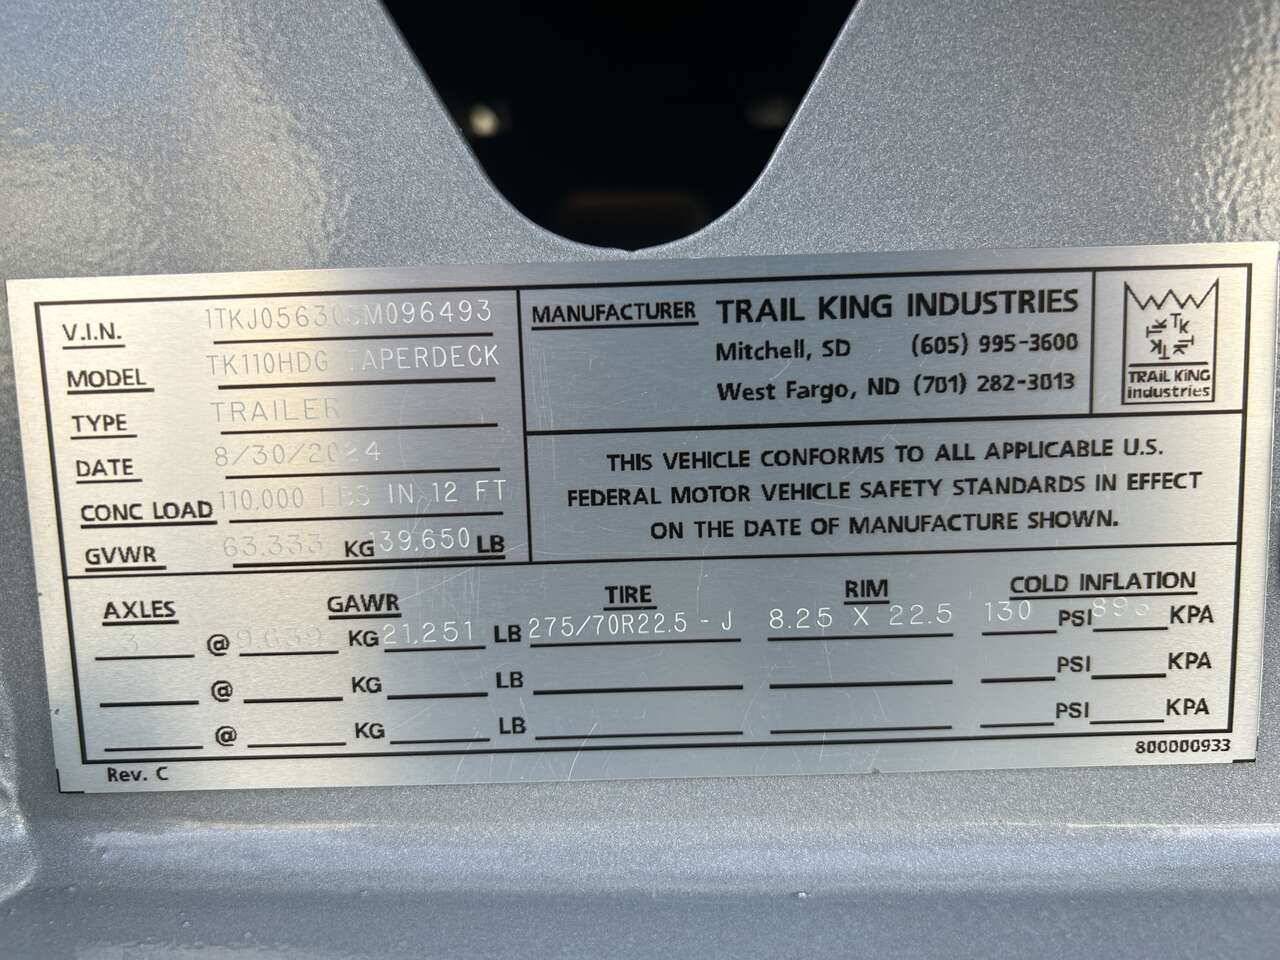 V.I.N. M096493
MODEL TK110HDG TAPERDECK
TYPE TRAILER
DATE 8/30/2024
CONC LOAD 110,000 LBS IN 12 FT
GVWR 63,333 KG 139,650 LB
MANUFACTURER TRAIL KING INDUSTRIES
Mitchell, SD (605) 995-3600
West Fargo, ND (701) 282-3013
TK
TRAIL KING
industries
THIS VEHICLE CONFORMS TO ALL APPLICABLE U.S.
FEDERAL MOTOR VEHICLE SAFETY STANDARDS IN EFFECT
ON THE DATE OF MANUFACTURE SHOWN.
AXLES GAWR TIRE RIM COLD INFLATION
3 @ 9,639 KG 21,251 LB 275/70R22.5 - J 8.25 X 22.5 130 PSI KPA
@ KG LB PSI KPA
@ KG LB PSI KPA
Rev. C 800000933